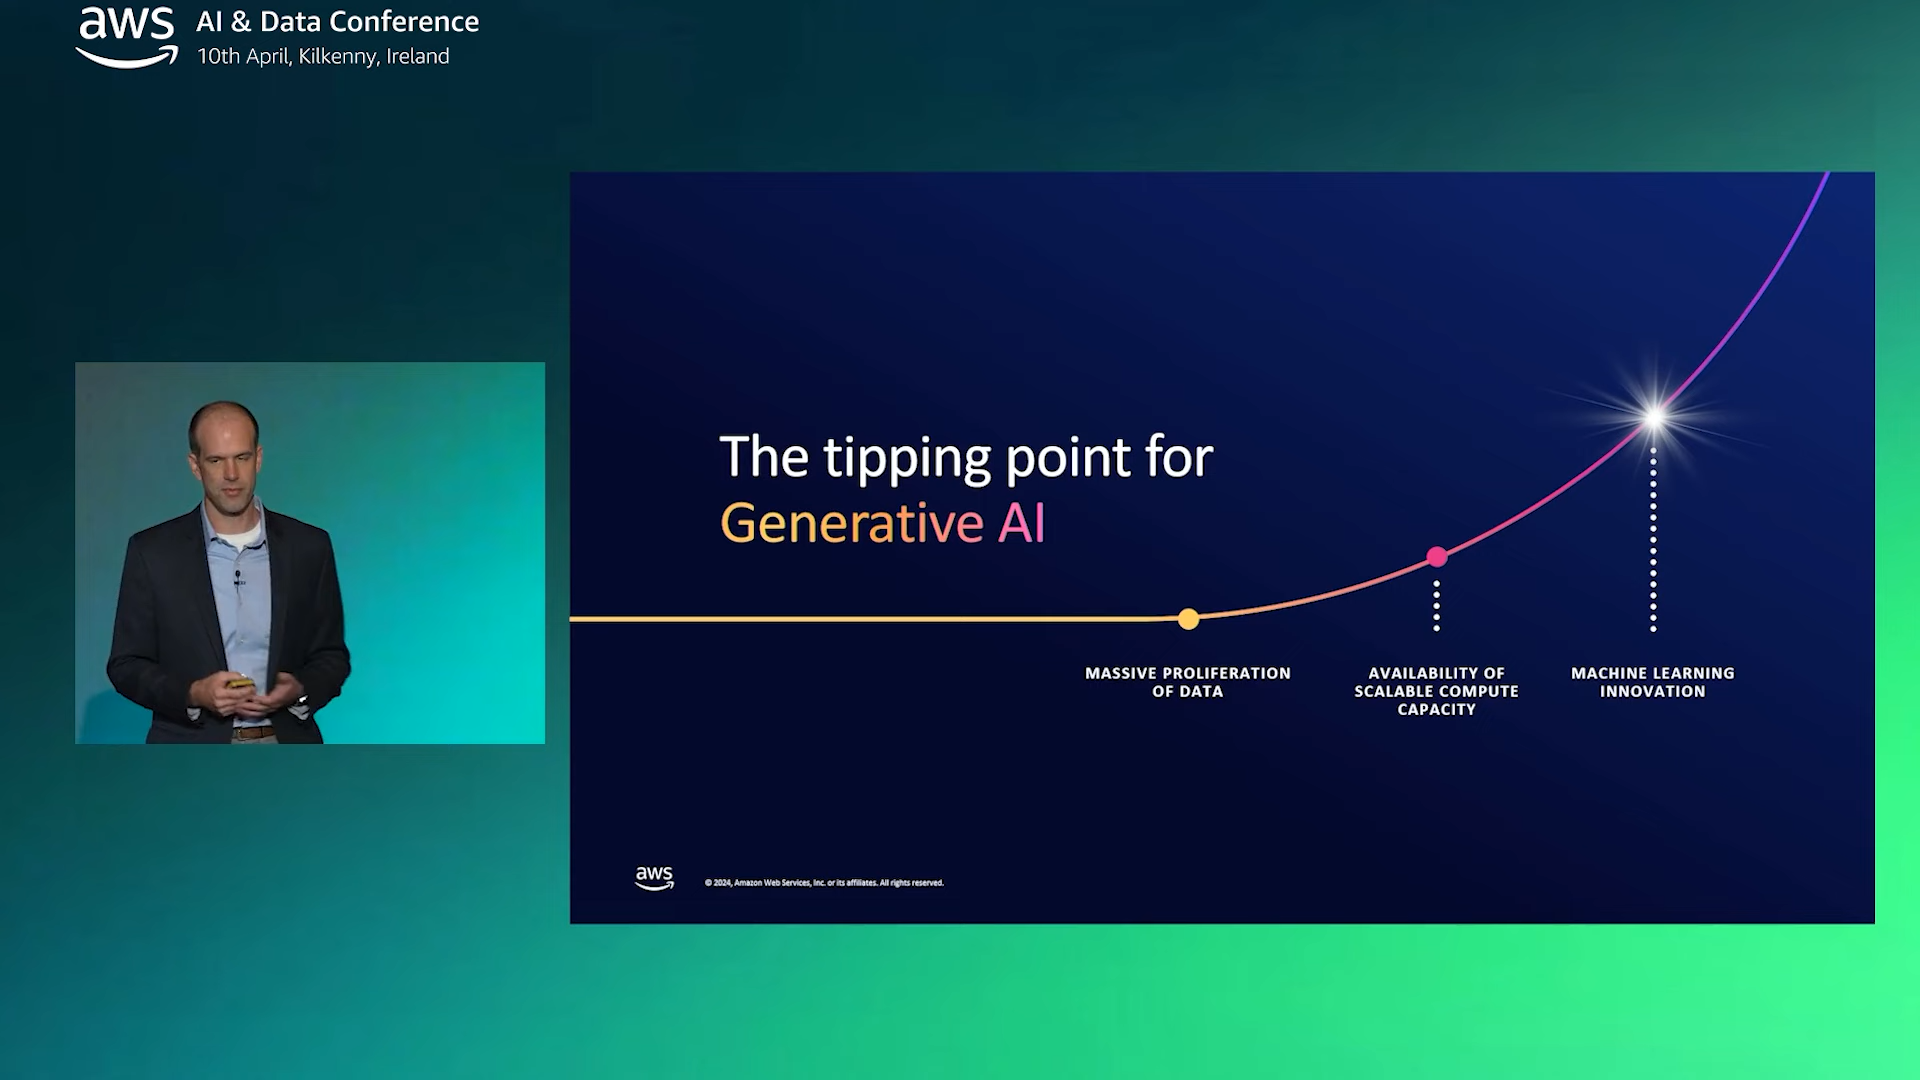 aws
AI & Data Conference
10th April, Kilkenny, Ireland
The tipping point for
Generative AI
MASSIVE PROLIFERATION
OF DATA
AVAILABILITY OF
SCALABLE COMPUTE
CAPACITY
MACHINE LEARNING
INNOVATION
aws
© 2024, Amazon Web Services, Inc. or its affiliates. All rights reserved.